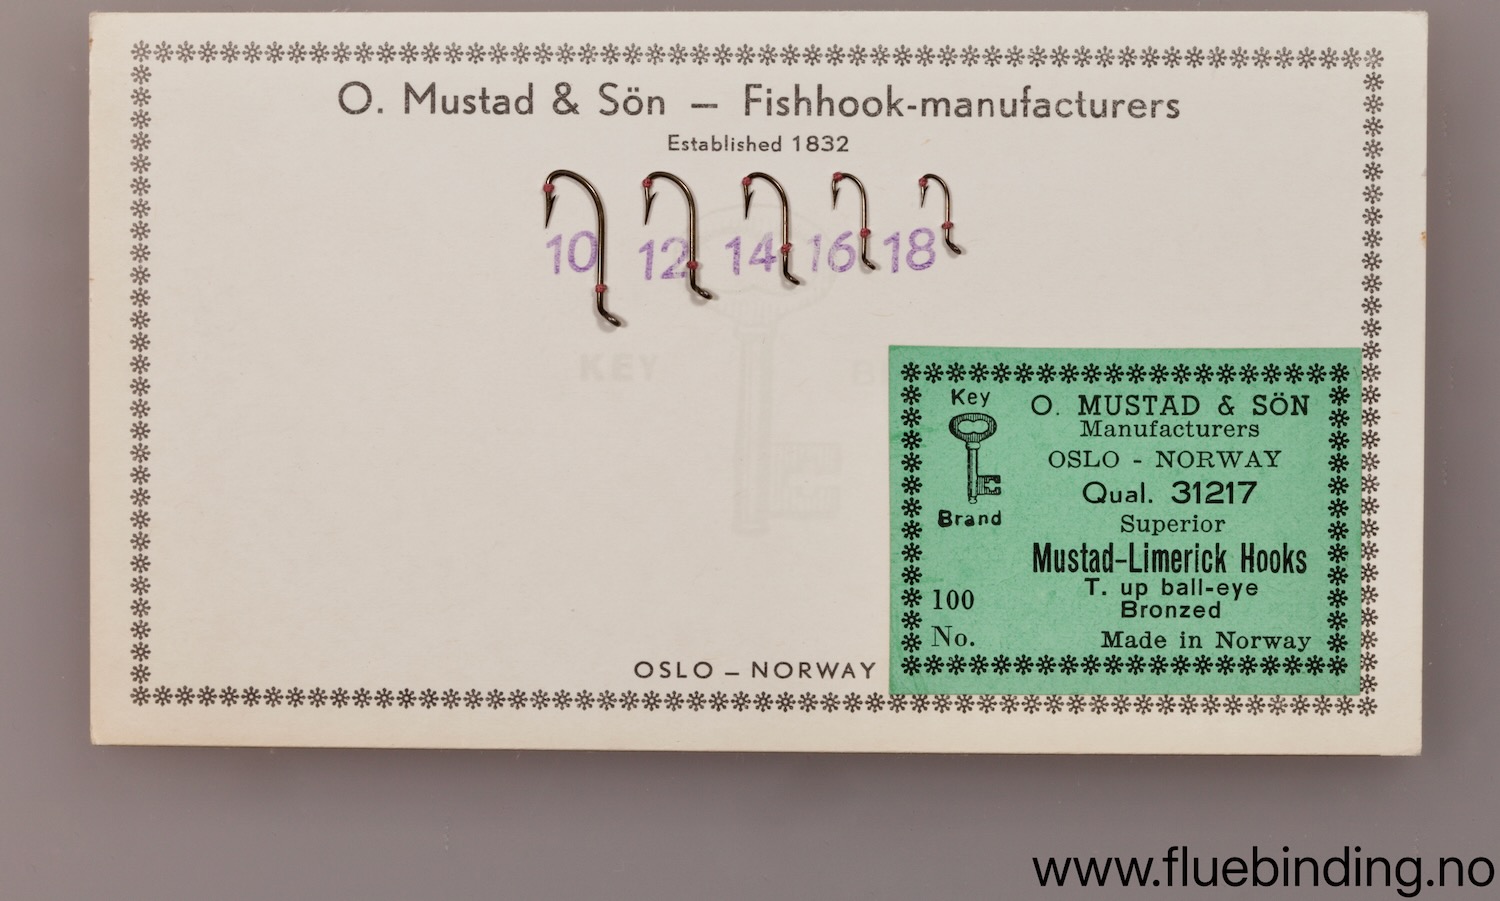 O. Mustad & Sön — Fishhook-manufacturers
Established 1832
10 12 14 16 18
KEY
OSLO – NORWAY
Key
Brand
100
No.
O. MUSTAD & SÖN
Manufacturers
OSLO - NORWAY
Qual. 31217
Superior
Mustad-Limerick Hooks
T. up ball-eye
Bronzed
Made in Norway
www.fluebinding.no